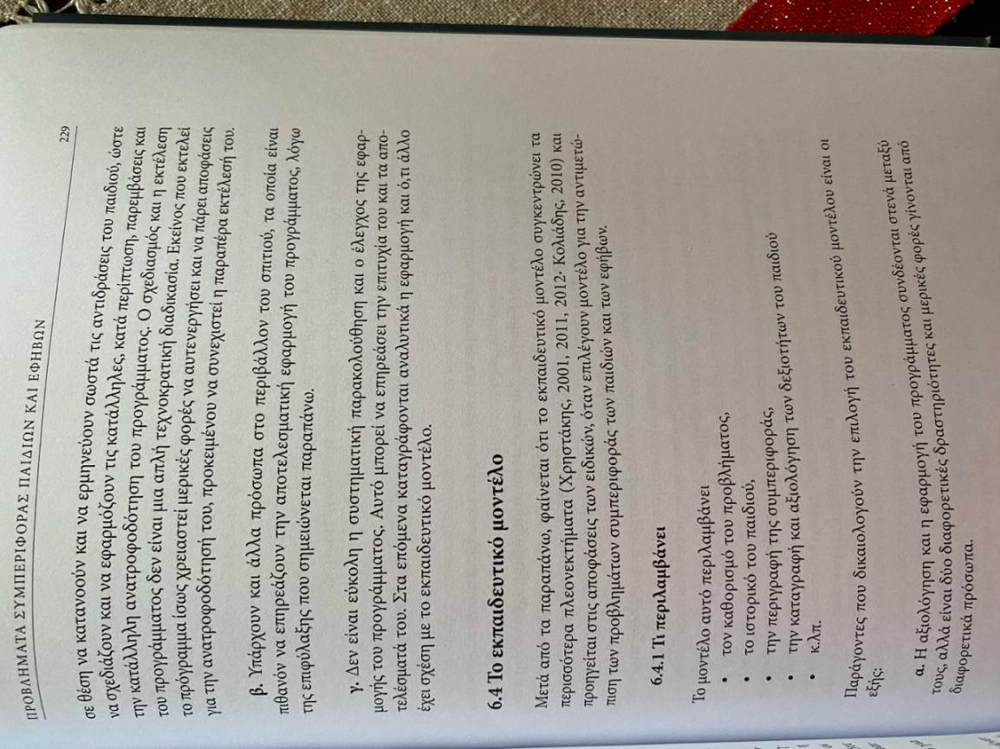 ΠΡΟΒΛΗΜΑΤΑ ΣΥΜΠΕΡΙΦΟΡΑΣ ΠΑΙΔΙΩΝ ΚΑΙ ΕΦΗΒΩΝ 229
σε θέση να κατανοούν και να ερμηνεύουν σωστά τις αντιδράσεις του παιδιού, ώστε
να σχεδιάζουν και να εφαρμόζουν τις κατάλληλες, κατά περίπτωση, παρεμβάσεις και
την κατάλληλη ανατροφοδότηση του προγράμματος. Ο σχεδιασμός και η εκτέλεση
του προγράμματος δεν είναι μια απλή τεχνοκρατική διαδικασία. Εκείνος που εκτελεί
το πρόγραμμα ίσως χρειαστεί μερικές φορές να αυτενεργήσει και να πάρει αποφάσεις
για την ανατροφοδότησή του, προκειμένου να συνεχιστεί η παραπέρα εκτέλεσή του.
β. Υπάρχουν και άλλα πρόσωπα στο περιβάλλον του σπιτιού, τα οποία είναι
πιθανόν να επηρεάζουν την αποτελεσματική εφαρμογή του προγράμματος, λόγω
της επιφύλαξης που σημειώνεται παραπάνω.
γ. Δεν είναι εύκολη η συστηματική παρακολούθηση και ο έλεγχος της εφαρ-
μογής του προγράμματος. Αυτό μπορεί να επηρεάσει την επιτυχία του και τα απο-
τελέσματά του. Στα επόμενα καταγράφονται αναλυτικά η εφαρμογή και ό,τι άλλο
έχει σχέση με το εκπαιδευτικό μοντέλο.
6.4 Το εκπαιδευτικό μοντέλο
Μετά από τα παραπάνω, φαίνεται ότι το εκπαιδευτικό μοντέλο συγκεντρώνει τα
περισσότερα πλεονεκτήματα (Χρηστάκης, 2001, 2011, 2012· Κολιάδης, 2010) και
προηγείται στις αποφάσεις των ειδικών, όταν επιλέγουν μοντέλο για την αντιμετώ-
πιση των προβλημάτων συμπεριφοράς των παιδιών και των εφήβων.
6.4.1 Τι περιλαμβάνει
Το μοντέλο αυτό περιλαμβάνει
• τον καθορισμό του προβλήματος,
• το ιστορικό του παιδιού,
• την περιγραφή της συμπεριφοράς,
• την καταγραφή και αξιολόγηση των δεξιοτήτων του παιδιού
• κ.λπ.
Παράγοντες που δικαιολογούν την επιλογή του εκπαιδευτικού μοντέλου είναι οι
εξής:
α. Η αξιολόγηση και η εφαρμογή του προγράμματος συνδέονται στενά μεταξύ
τους, αλλά είναι δύο διαφορετικές δραστηριότητες και μερικές φορές γίνονται από
διαφορετικά πρόσωπα.